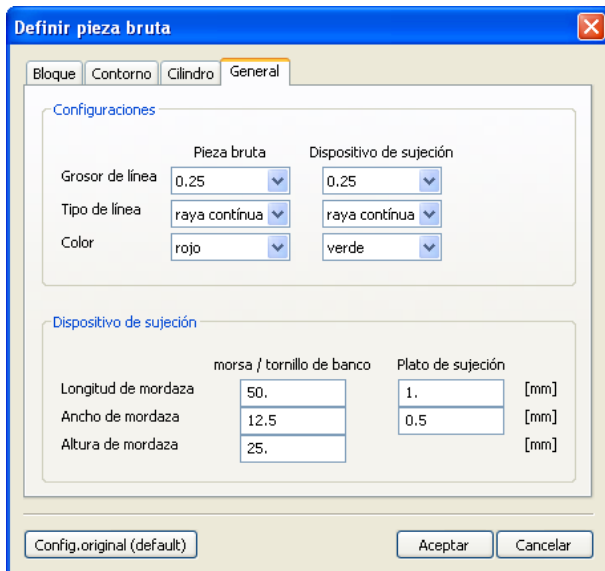 Definir pieza bruta
Bloque Contorno Cilindro General
Configuraciones
Pieza bruta Dispositivo de sujeción
Grosor de línea 0.25 0.25
Tipo de línea raya contínua raya contínua
Color rojo verde
Dispositivo de sujeción
morsa / tornillo de banco Plato de sujeción
Longitud de mordaza 50. 1. [mm]
Ancho de mordaza 12.5 0.5 [mm]
Altura de mordaza 25. [mm]
Config.original (default) Aceptar Cancelar